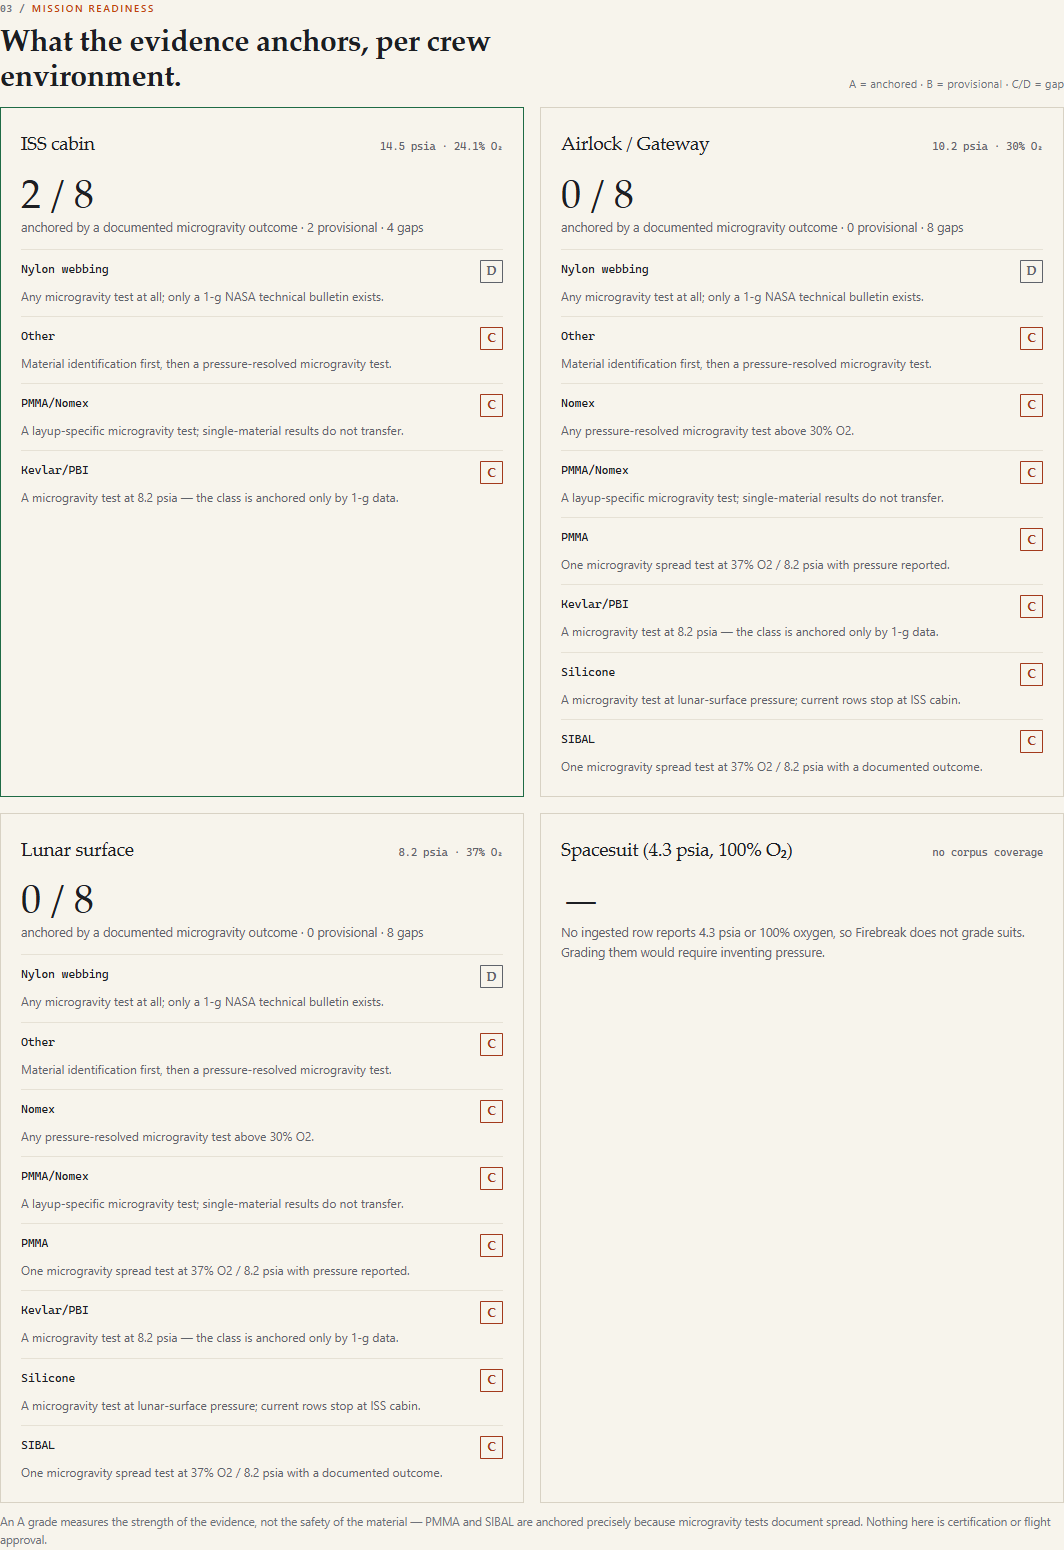 03 / MISSION READINESS
What the evidence anchors, per crew
environment.
A = anchored · B = provisional · C/D = gap
ISS cabin
14.5 psia · 24.1% O₂
2 / 8
anchored by a documented microgravity outcome · 2 provisional · 4 gaps
Nylon webbing
D
Any microgravity test at all; only a 1-g NASA technical bulletin exists.
Other
C
Material identification first, then a pressure-resolved microgravity test.
PMMA/Nomex
C
A layup-specific microgravity test; single-material results do not transfer.
Kevlar/PBI
C
A microgravity test at 8.2 psia — the class is anchored only by 1-g data.
Airlock / Gateway
10.2 psia · 30% O₂
0 / 8
anchored by a documented microgravity outcome · 0 provisional · 8 gaps
Nylon webbing
D
Any microgravity test at all; only a 1-g NASA technical bulletin exists.
Other
C
Material identification first, then a pressure-resolved microgravity test.
Nomex
C
Any pressure-resolved microgravity test above 30% O2.
PMMA/Nomex
C
A layup-specific microgravity test; single-material results do not transfer.
PMMA
C
One microgravity spread test at 37% O2 / 8.2 psia with pressure reported.
Kevlar/PBI
C
A microgravity test at 8.2 psia — the class is anchored only by 1-g data.
Silicone
C
A microgravity test at lunar-surface pressure; current rows stop at ISS cabin.
SIBAL
C
One microgravity spread test at 37% O2 / 8.2 psia with a documented outcome.
Lunar surface
8.2 psia · 37% O₂
0 / 8
anchored by a documented microgravity outcome · 0 provisional · 8 gaps
Nylon webbing
D
Any microgravity test at all; only a 1-g NASA technical bulletin exists.
Other
C
Material identification first, then a pressure-resolved microgravity test.
Nomex
C
Any pressure-resolved microgravity test above 30% O2.
PMMA/Nomex
C
A layup-specific microgravity test; single-material results do not transfer.
PMMA
C
One microgravity spread test at 37% O2 / 8.2 psia with pressure reported.
Kevlar/PBI
C
A microgravity test at 8.2 psia — the class is anchored only by 1-g data.
Silicone
C
A microgravity test at lunar-surface pressure; current rows stop at ISS cabin.
SIBAL
C
One microgravity spread test at 37% O2 / 8.2 psia with a documented outcome.
Spacesuit (4.3 psia, 100% O₂)
no corpus coverage
—
No ingested row reports 4.3 psia or 100% oxygen, so Firebreak does not grade suits.
Grading them would require inventing pressure.
An A grade measures the strength of the evidence, not the safety of the material — PMMA and SIBAL are anchored precisely because microgravity tests document spread. Nothing here is certification or flight
approval.